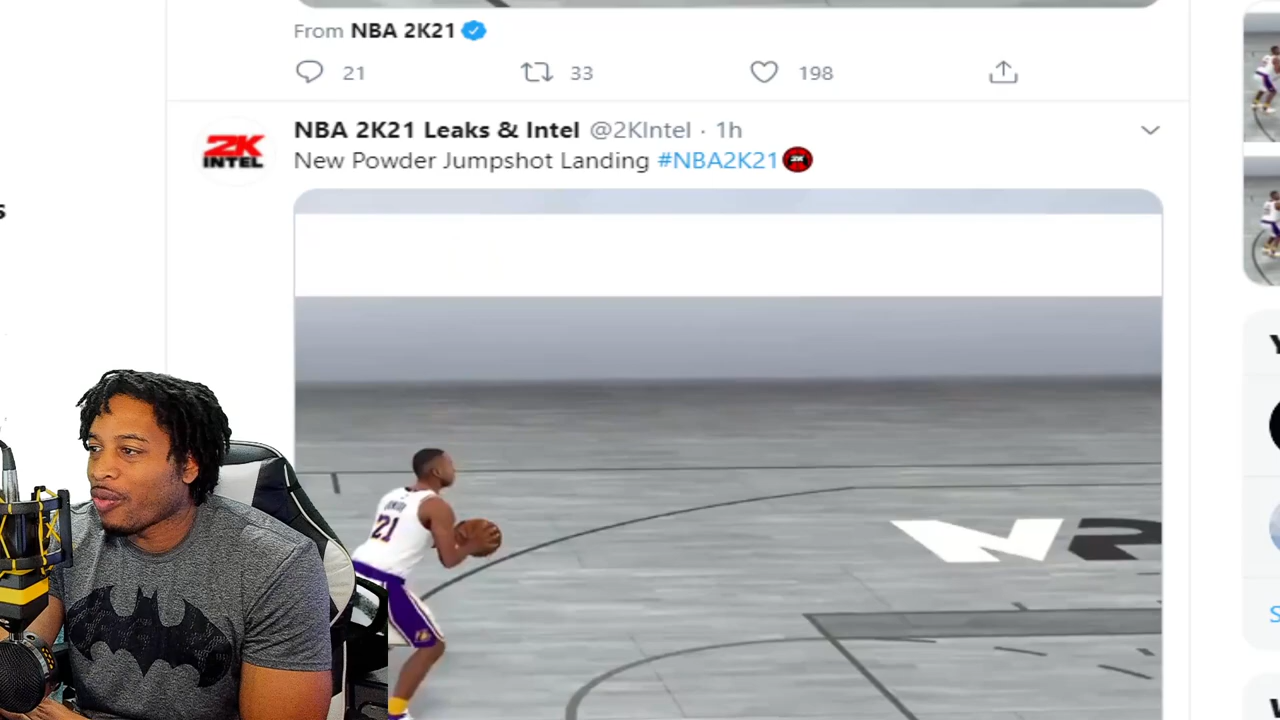 From NBA 2K21
21 33 198
NBA 2K21 Leaks & Intel @2KIntel · 1h
2K
INTEL
New Powder Jumpshot Landing #NBA2K21
21